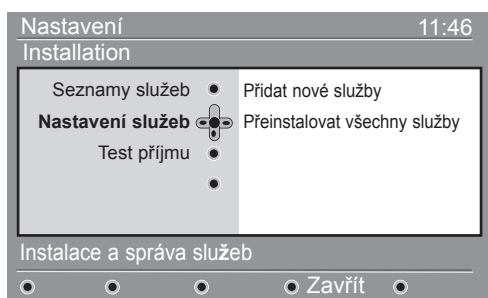 Nastavení 11:46
Installation
Seznamy služeb Přidat nové služby
Nastavení služeb Přeinstalovat všechny služby
Test příjmu
Instalace a správa služeb
Zavřít